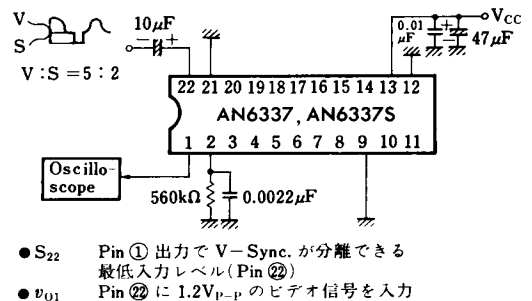 V
S
V:S=5:2
10μF
− +
0.01
μF
+
−
47μF
VCC
22 21 20 19 18 17 16 15 14 13 12
AN6337, AN6337S
1 2 3 4 5 6 7 8 9 10 11
Oscillo-
scope
560kΩ
0.0022μF
● S22 Pin ① 出力で V−Sync. が分離できる
最低入力レベル(Pin ㉒)
● vO1 Pin ㉒ に 1.2VP−P のビデオ信号を入力